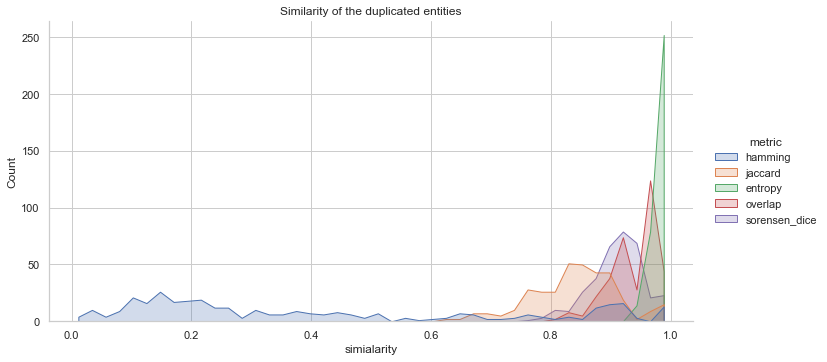 Similarity of the duplicated entities
250
200
150
100
50
0
Count
0.0
0.2
0.4
0.6
0.8
1.0
simialarity
metric
hamming
jaccard
entropy
overlap
sorensen_dice